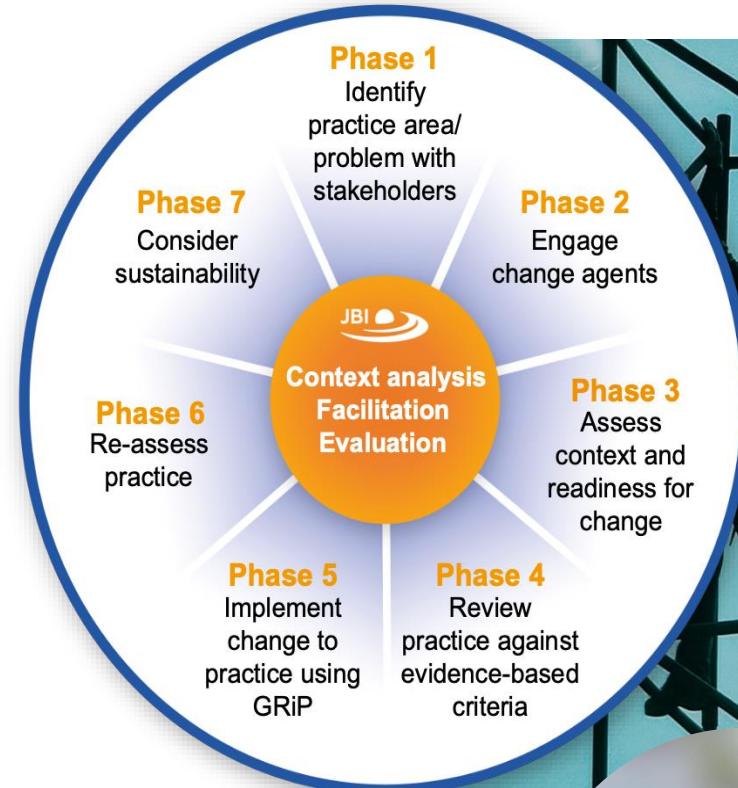 Phase 1
Identify
practice area/
problem with
stakeholders
Phase 2
Engage
change agents
Phase 3
Assess
context and
readiness for
change
Phase 4
Review
practice against
evidence-based
criteria
Phase 5
Implement
change to
practice using
GRiP
Phase 6
Re-assess
practice
Phase 7
Consider
sustainability
JBI
Context analysis
Facilitation
Evaluation